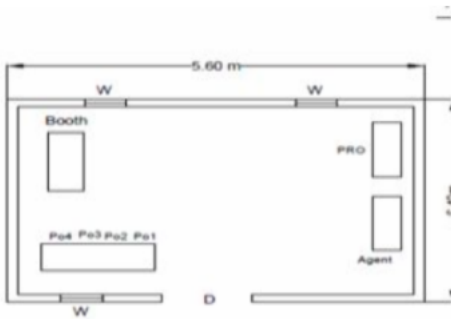 5.60 m
W W
Booth
PRO
Po4 Po3 Po2 Po1
Agent
D
W